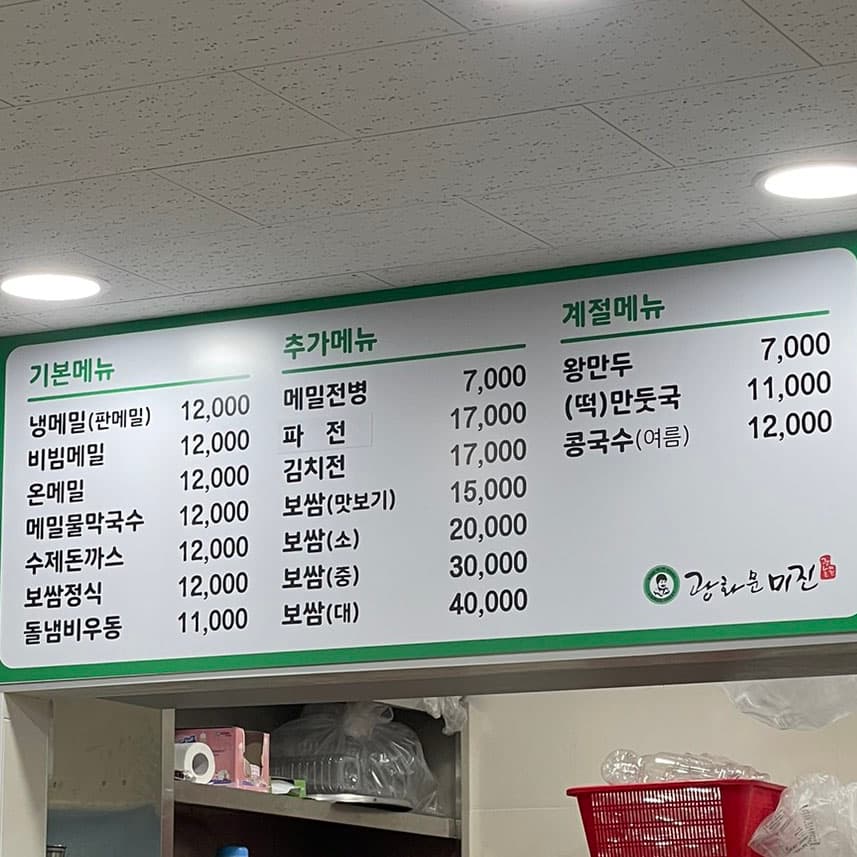 기본메뉴
냉메밀(판메밀) 12,000
비빔메밀 12,000
온메밀 12,000
메밀물막국수 12,000
수제돈까스 12,000
보쌈정식 12,000
돌냄비우동 11,000
추가메뉴
메밀전병 7,000
파 전 17,000
김치전 17,000
보쌈(맛보기) 15,000
보쌈(소) 20,000
보쌈(중) 30,000
보쌈(대) 40,000
계절메뉴
왕만두 7,000
(떡)만둣국 11,000
콩국수(여름) 12,000
광화문 미진